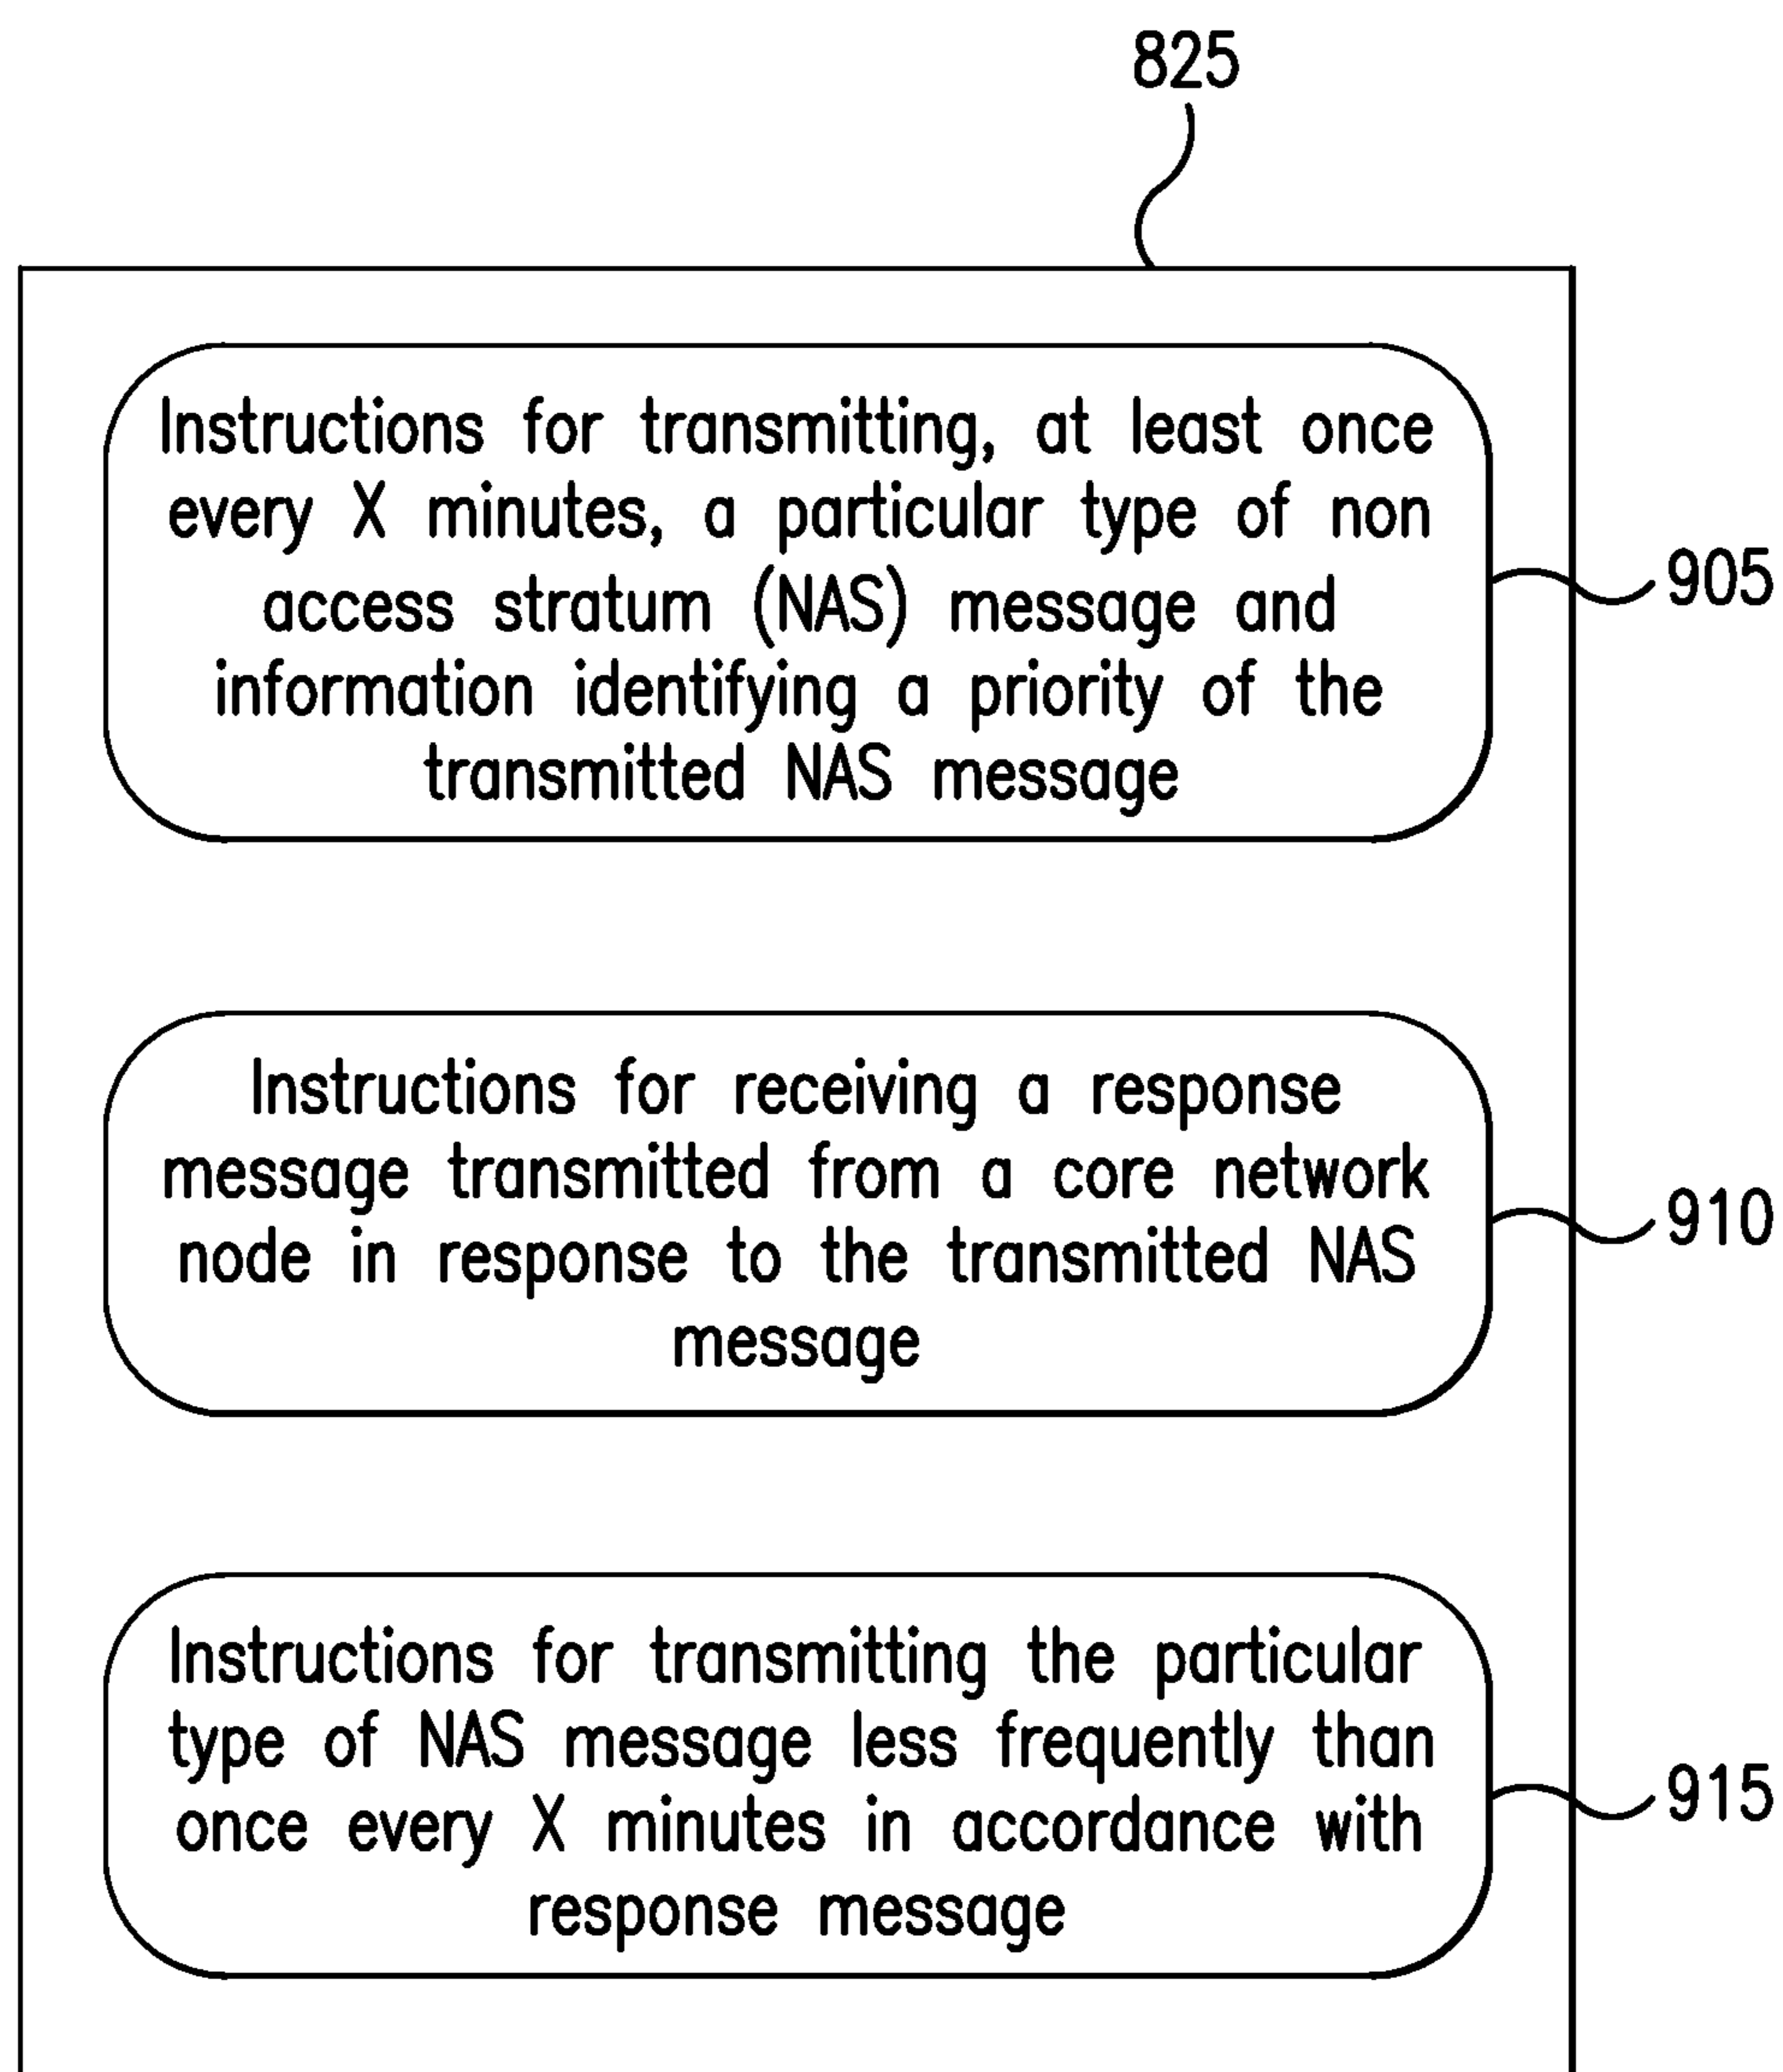 825
Instructions for transmitting, at least once
every X minutes, a particular type of non
access stratum (NAS) message and
information identifying a priority of the
transmitted NAS message
905
Instructions for receiving a response
message transmitted from a core network
node in response to the transmitted NAS
message
910
Instructions for transmitting the particular
type of NAS message less frequently than
once every X minutes in accordance with
response message
915